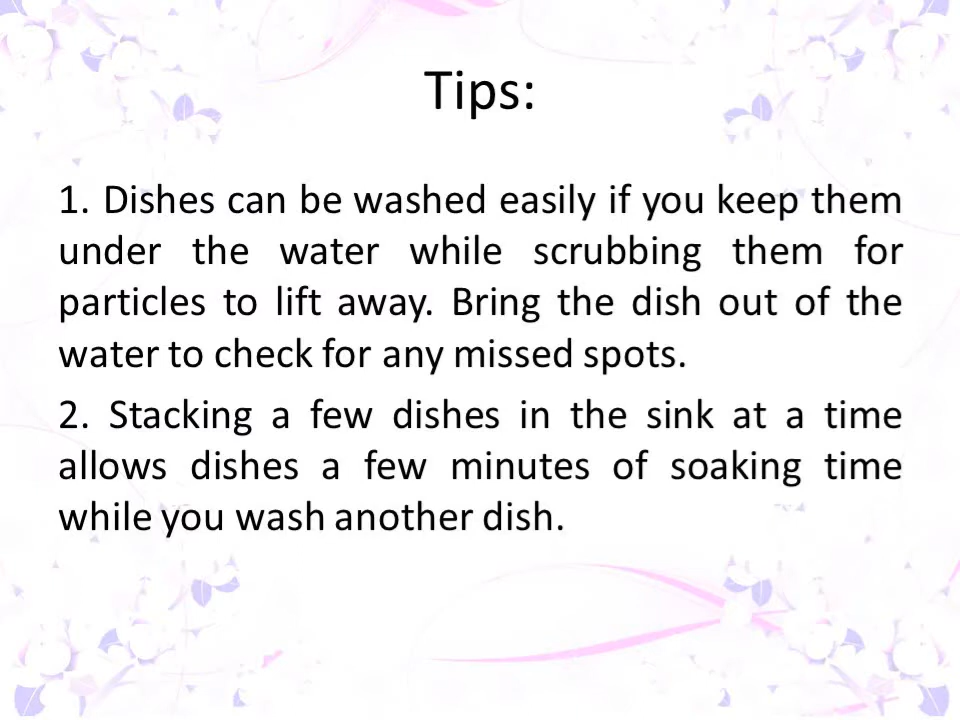 Tips:
1. Dishes can be washed easily if you keep them
under the water while scrubbing them for
particles to lift away. Bring the dish out of the
water to check for any missed spots.
2. Stacking a few dishes in the sink at a time
allows dishes a few minutes of soaking time
while you wash another dish.